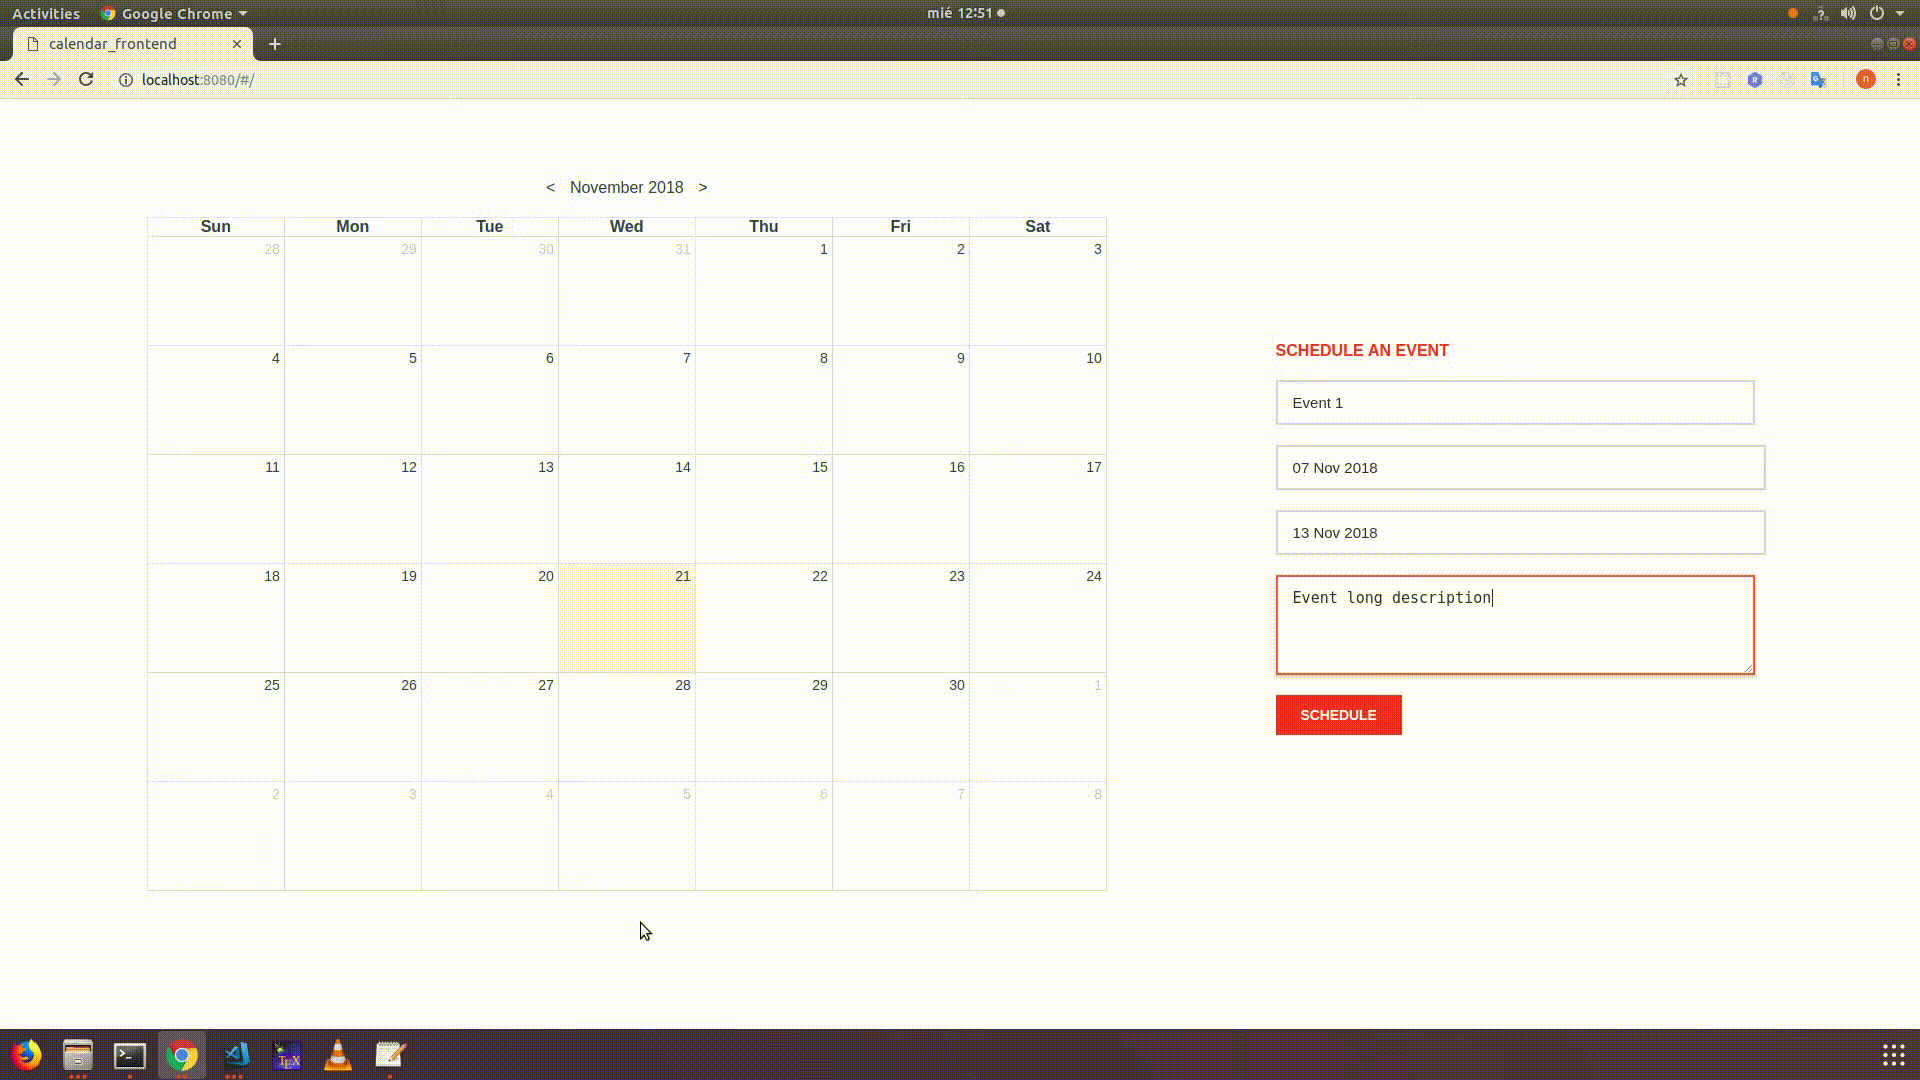 Activities Google Chrome mié 12:51
calendar_frontend
localhost:8080/#/
n
< November 2018 >
Sun Mon Tue Wed Thu Fri Sat
28 29 30 31 1 2 3
4 5 6 7 8 9 10
11 12 13 14 15 16 17
18 19 20 21 22 23 24
25 26 27 28 29 30 1
2 3 4 5 6 7 8
SCHEDULE AN EVENT
Event 1
07 Nov 2018
13 Nov 2018
Event long description
SCHEDULE
TEX